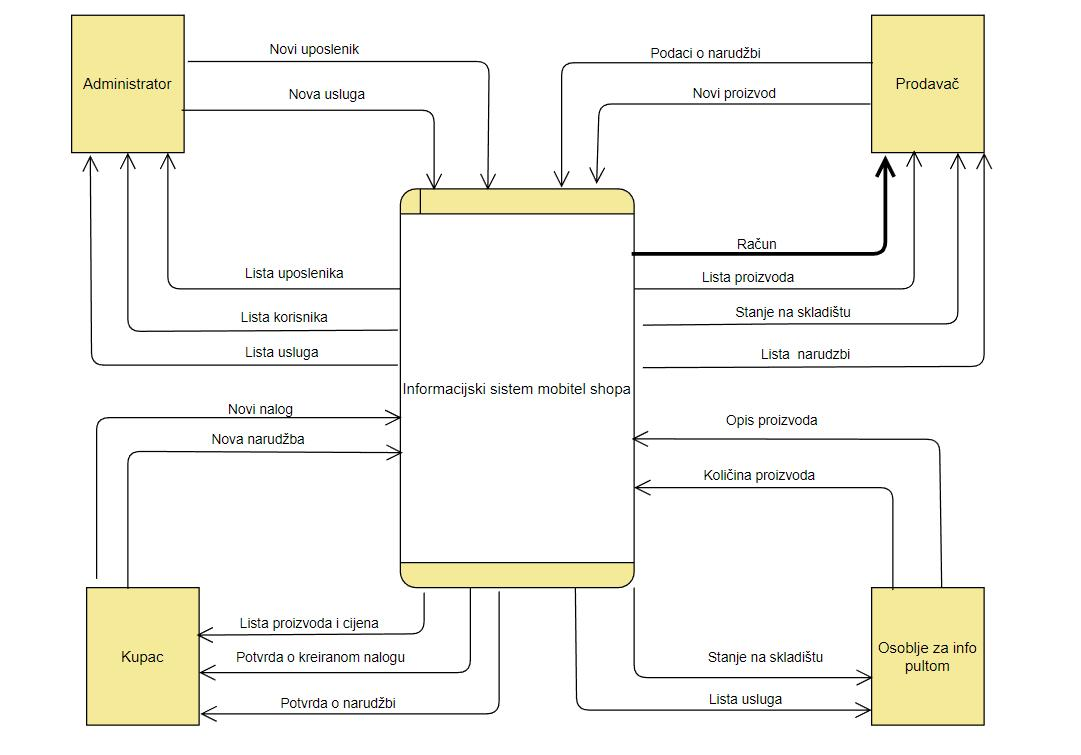 Administrator
Novi uposlenik
Nova usluga
Podaci o narudžbi
Novi proizvod
Prodavač
Lista uposlenika
Lista korisnika
Lista usluga
Račun
Lista proizvoda
Stanje na skladištu
Lista narudzbi
Informacijski sistem mobitel shopa
Novi nalog
Nova narudžba
Opis proizvoda
Količina proizvoda
Kupac
Lista proizvoda i cijena
Potvrda o kreiranom nalogu
Potvrda o narudžbi
Stanje na skladištu
Lista usluga
Osoblje za info
pultom